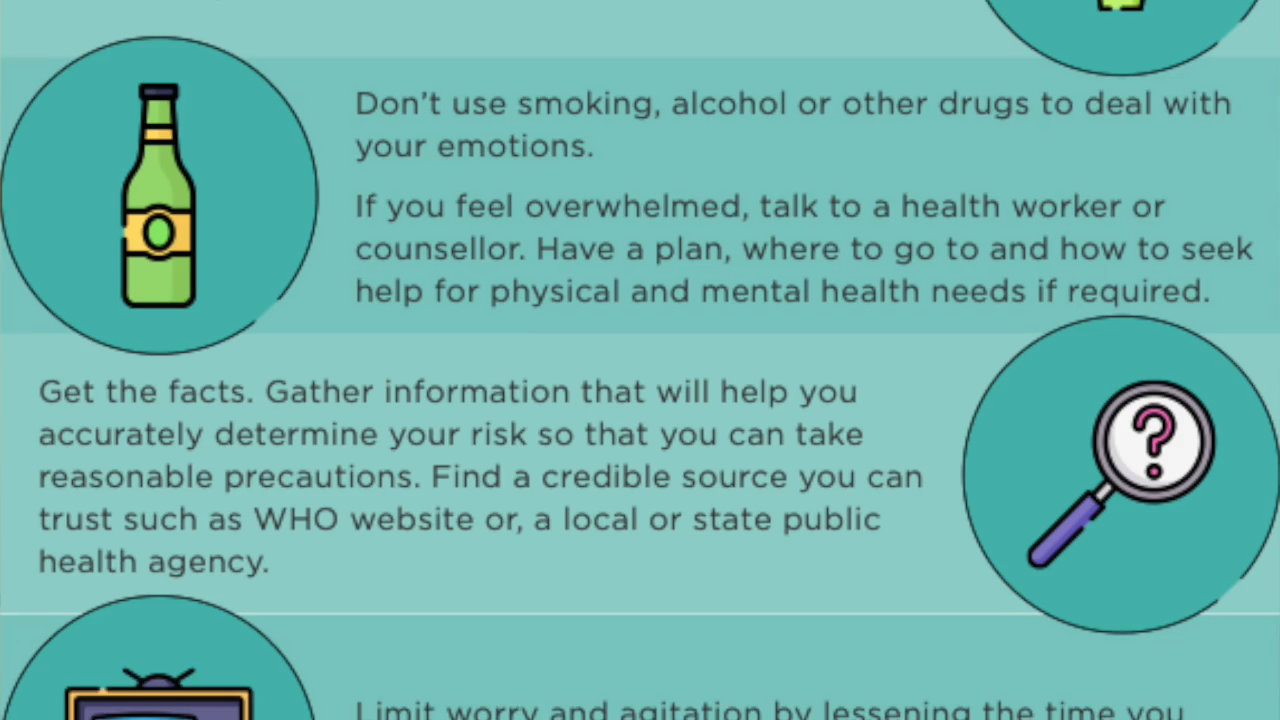 Don't use smoking, alcohol or other drugs to deal with
your emotions.
If you feel overwhelmed, talk to a health worker or
counsellor. Have a plan, where to go to and how to seek
help for physical and mental health needs if required.
Get the facts. Gather information that will help you
accurately determine your risk so that you can take
reasonable precautions. Find a credible source you can
trust such as WHO website or, a local or state public
health agency.
Limit worry and agitation by lessening the time you
?